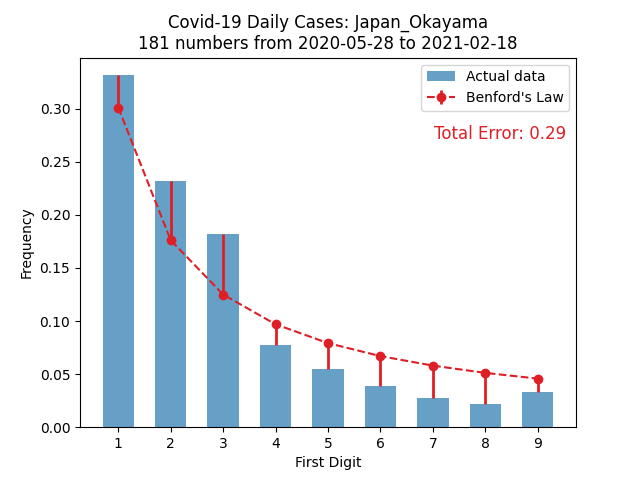 Covid-19 Daily Cases: Japan_Okayama
181 numbers from 2020-05-28 to 2021-02-18
Actual data
Benford's Law
Total Error: 0.29
Frequency
0.30
0.25
0.20
0.15
0.10
0.05
0.00
1 2 3 4 5 6 7 8 9
First Digit